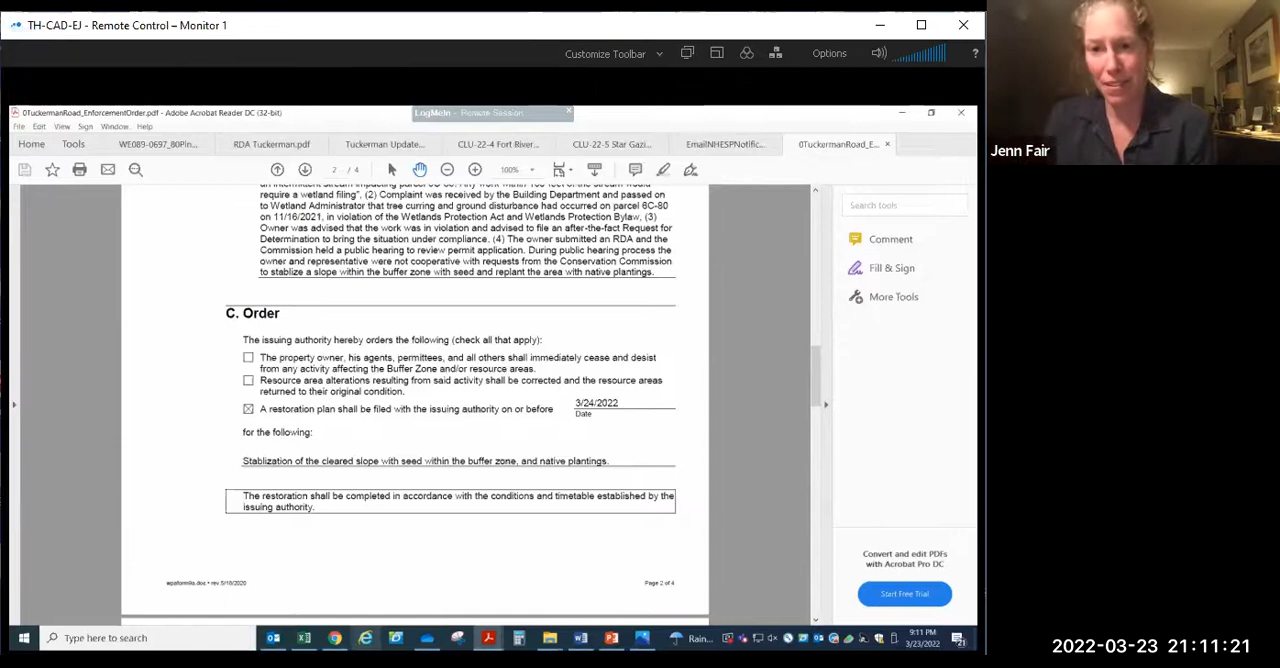 TH-CAD-EJ - Remote Control – Monitor 1
Customize Toolbar
Options
?
0TuckermanRoad_EnforcementOrder.pdf - Adobe Acrobat Reader DC (32-bit)
LogMeIn - Remote Session
File Edit View Sign Window Help
Home Tools WE089-0697_80Pin... RDA Tuckerman.pdf Tuckerman Update... CLU-22-4 Fort River... CLU-22-5 Star Gazi... EmailNHESPNotific... 0TuckermanRoad_E...
2 / 4 100%
require a wetland filing", (2) Complaint was received by the Building Department and passed on
to Wetland Administrator that tree curring and ground disturbance had occurred on parcel 6C-80
on 11/16/2021, in violation of the Wetlands Protection Act and Wetlands Protection Bylaw, (3)
Owner was advised that the work was in violation and advised to file an after-the-fact Request for
Determination to bring the situation under compliance. (4) The owner submitted an RDA and the
Commission held a public hearing to review permit application. During public hearing process the
owner and representative were not cooperative with requests from the Conservation Commission
to stablize a slope within the buffer zone with seed and replant the area with native plantings.
C. Order
The issuing authority hereby orders the following (check all that apply):
The property owner, his agents, permittees, and all others shall immediately cease and desist
from any activity affecting the Buffer Zone and/or resource areas.
Resource area alterations resulting from said activity shall be corrected and the resource areas
returned to their original condition.
A restoration plan shall be filed with the issuing authority on or before 3/24/2022
Date
for the following:
Stablization of the cleared slope with seed within the buffer zone, and native plantings.
The restoration shall be completed in accordance with the conditions and timetable established by the
issuing authority.
wpaform9a.doc • rev. 5/18/2020 Page 2 of 4
Search tools
Comment
Fill & Sign
More Tools
Convert and edit PDFs
with Acrobat Pro DC
Start Free Trial
Type here to search
Rain...
9:11 PM
3/23/2022
21
Jenn Fair
2022-03-23 21:11:21